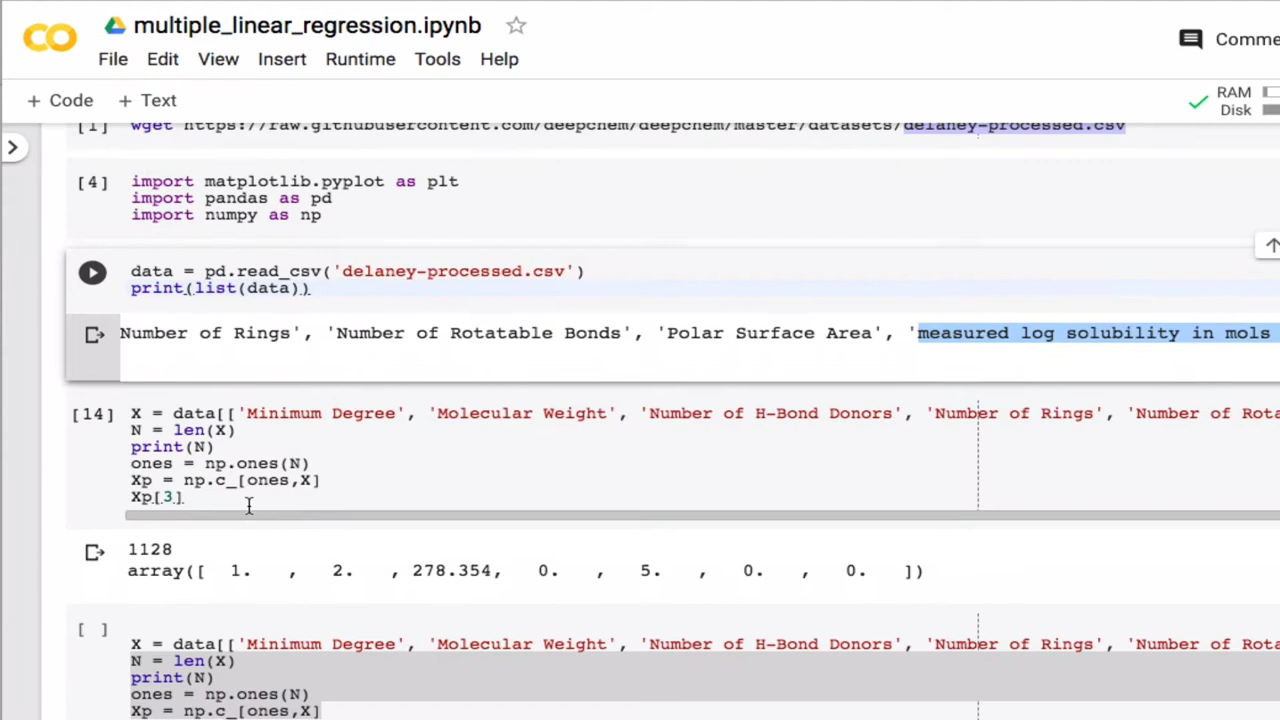 multiple_linear_regression.ipynb
File Edit View Insert Runtime Tools Help
Comme
+ Code + Text
RAM
Disk
[1] wget https://raw.githubusercontent.com/deepchem/deepchem/master/datasets/delaney-processed.csv
[4] import matplotlib.pyplot as plt
import pandas as pd
import numpy as np
data = pd.read_csv('delaney-processed.csv')
print(list(data))
Number of Rings', 'Number of Rotatable Bonds', 'Polar Surface Area', 'measured log solubility in mols
[14] X = data[['Minimum Degree', 'Molecular Weight', 'Number of H-Bond Donors', 'Number of Rings', 'Number of Rota
N = len(X)
print(N)
ones = np.ones(N)
Xp = np.c_[ones,X]
Xp[3]
1128
array([ 1. , 2. , 278.354, 0. , 5. , 0. , 0. ])
[ ]
X = data[['Minimum Degree', 'Molecular Weight', 'Number of H-Bond Donors', 'Number of Rings', 'Number of Rota
N = len(X)
print(N)
ones = np.ones(N)
Xp = np.c_[ones,X]